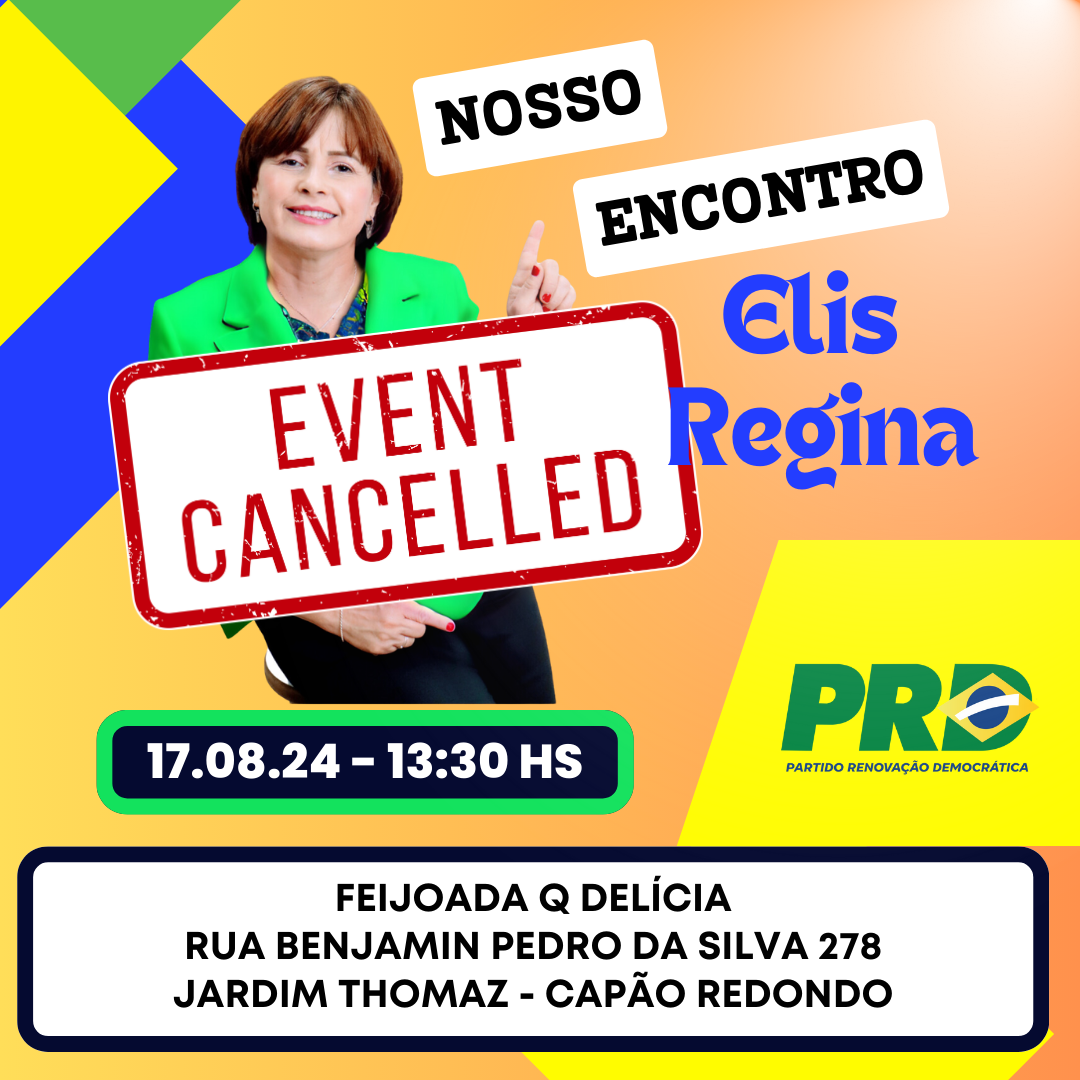 NOSSO
ENCONTRO
Elis
Regina
EVENT
CANCELLED
PRD
PARTIDO RENOVAÇÃO DEMOCRÁTICA
17.08.24 - 13:30 HS
FEIJOADA Q DELÍCIA
RUA BENJAMIN PEDRO DA SILVA 278
JARDIM THOMAZ - CAPÃO REDONDO